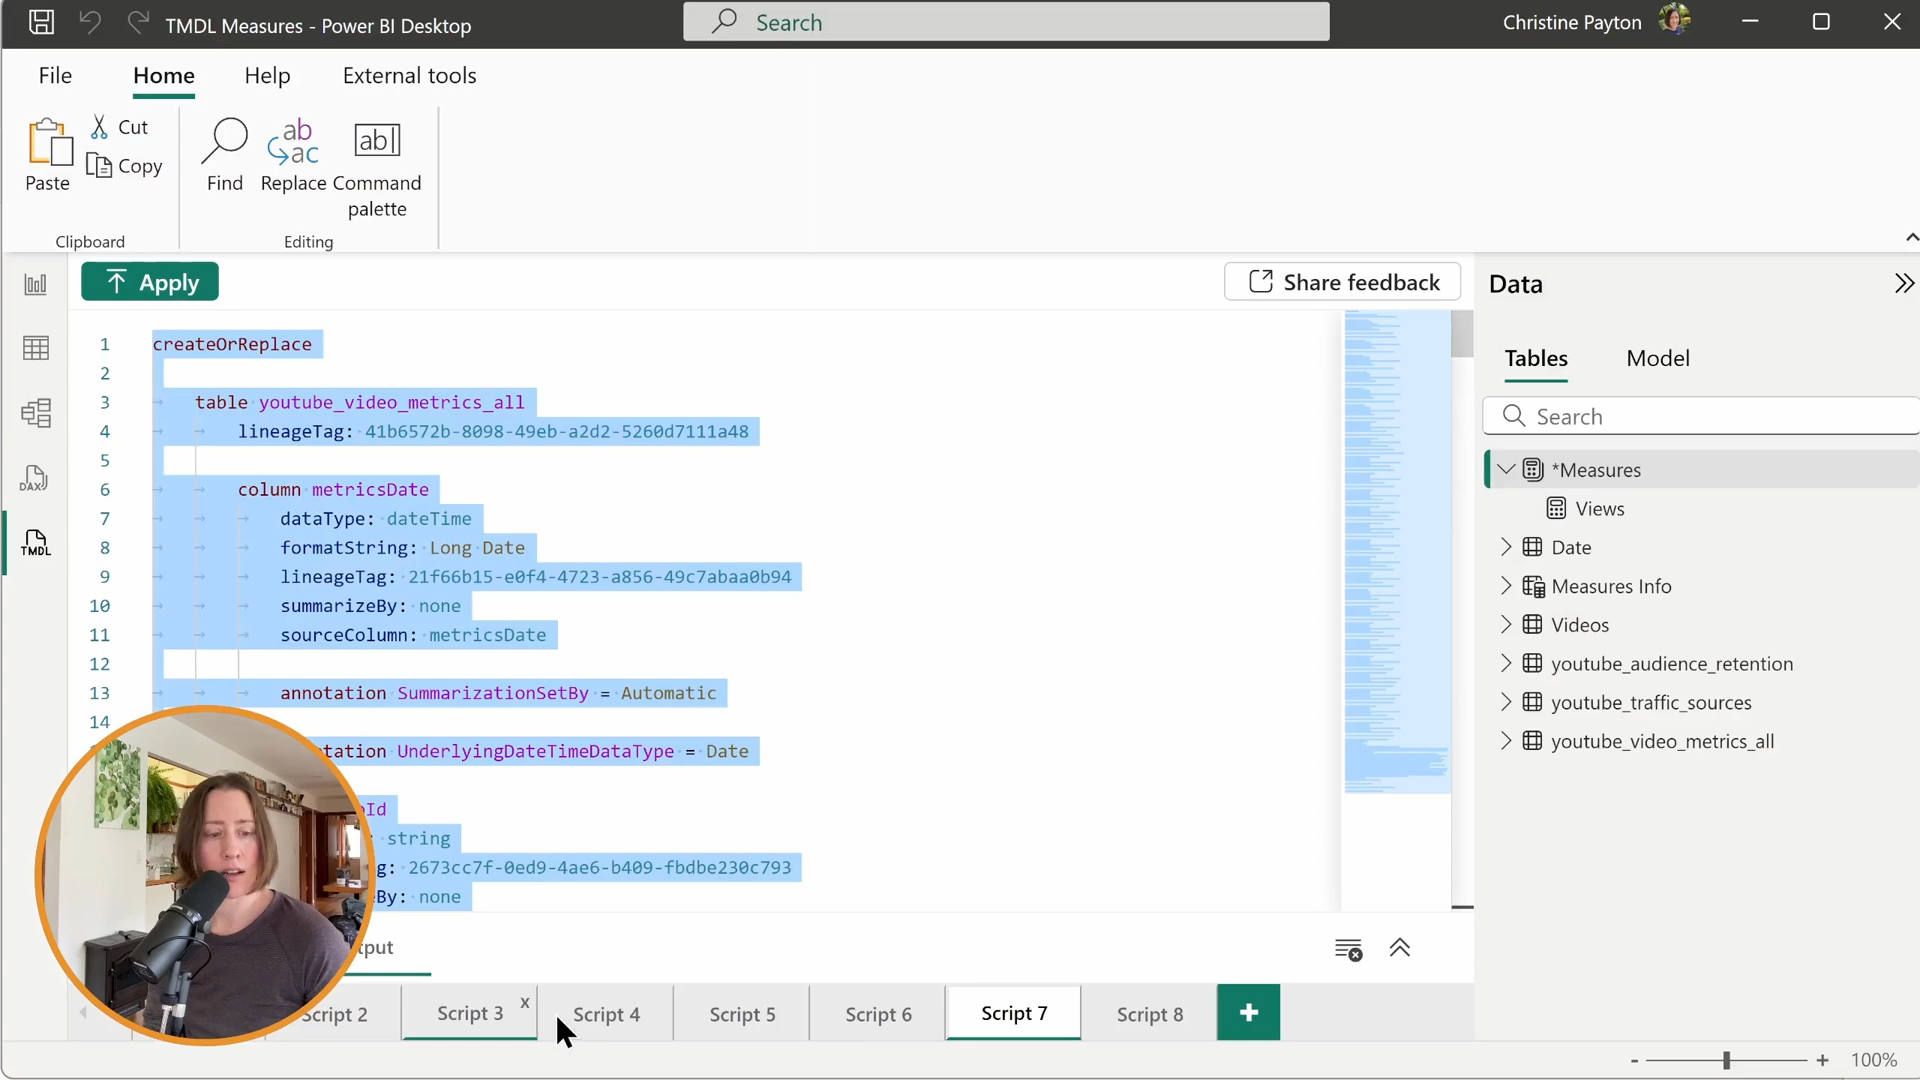 TMDL Measures - Power BI Desktop
Search
Christine Payton
File
Home
Help
External tools
Paste
Cut
Copy
Clipboard
Find
ab
ac
Replace
ab
Command
palette
Editing
Apply
Share feedback
DAX
TMDL
1 createOrReplace
2
3 table youtube_video_metrics_all
4 lineageTag: 41b6572b-8098-49eb-a2d2-5260d7111a48
5
6 column metricsDate
7 dataType: dateTime
8 formatString: Long Date
9 lineageTag: 21f66b15-e0f4-4723-a856-49c7abaa0b94
10 summarizeBy: none
11 sourceColumn: metricsDate
12
13 annotation SummarizationSetBy = Automatic
14
tation UnderlyingDateTimeDataType = Date
Id
string
g: 2673cc7f-0ed9-4ae6-b409-fbdbe230c793
eBy: none
tput
Script 2
Script 3
x
Script 4
Script 5
Script 6
Script 7
Script 8
+
Data
Tables
Model
Search
*Measures
Views
Date
Measures Info
Videos
youtube_audience_retention
youtube_traffic_sources
youtube_video_metrics_all
- + 100%